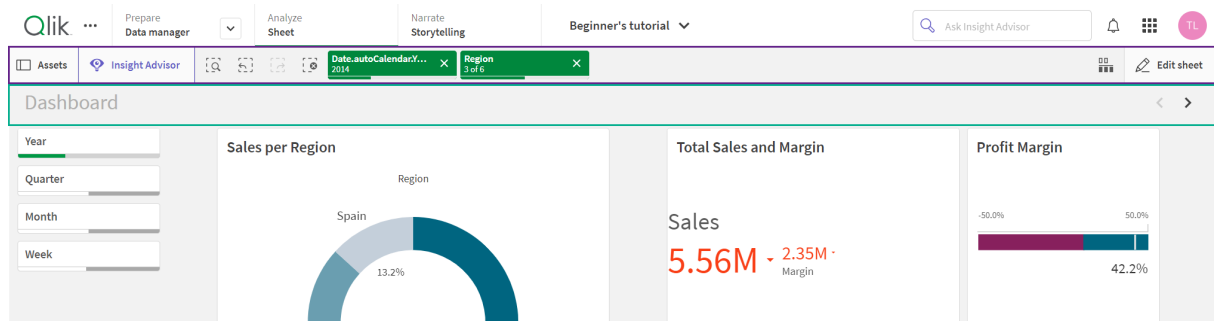 Qlik
Prepare
Data manager
Analyze
Sheet
Narrate
Storytelling
Beginner's tutorial
Ask Insight Advisor
TL
Assets
Insight Advisor
Date.autoCalendar.Y...
2014
Region
3 of 6
Edit sheet
Dashboard
Year
Quarter
Month
Week
Sales per Region
Region
Spain
13.2%
Total Sales and Margin
Sales
5.56M
2.35M
Margin
Profit Margin
-50.0% 50.0%
42.2%